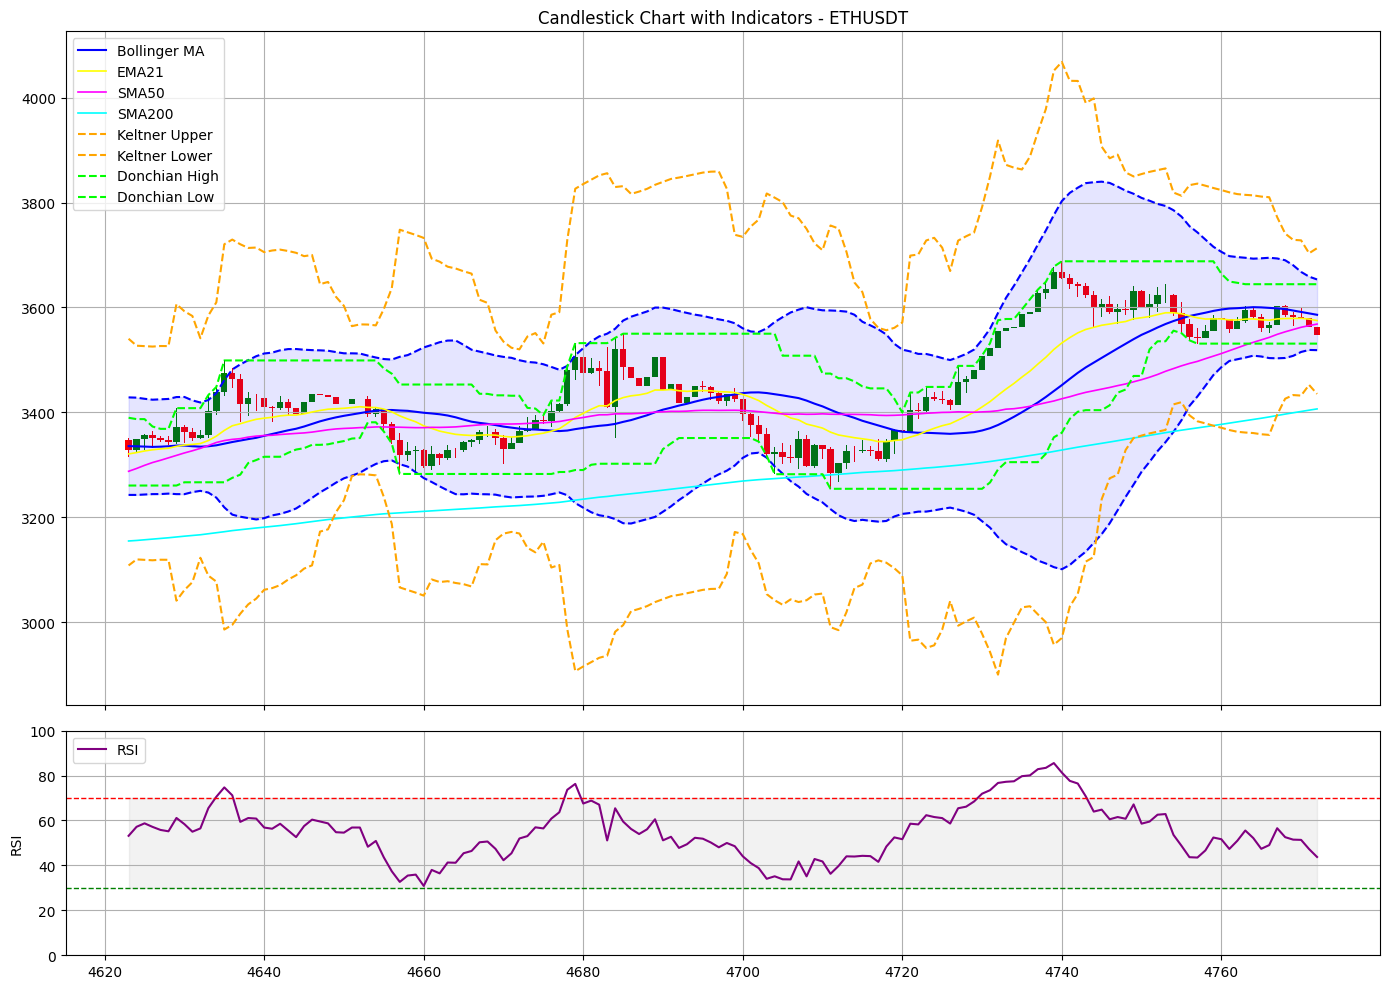 Candlestick Chart with Indicators - ETHUSDT
Bollinger MA
EMA21
SMA50
SMA200
Keltner Upper
Keltner Lower
Donchian High
Donchian Low
4000
3800
3600
3400
3200
3000
RSI
100
80
60
40
20
0
RSI
4620 4640 4660 4680 4700 4720 4740 4760